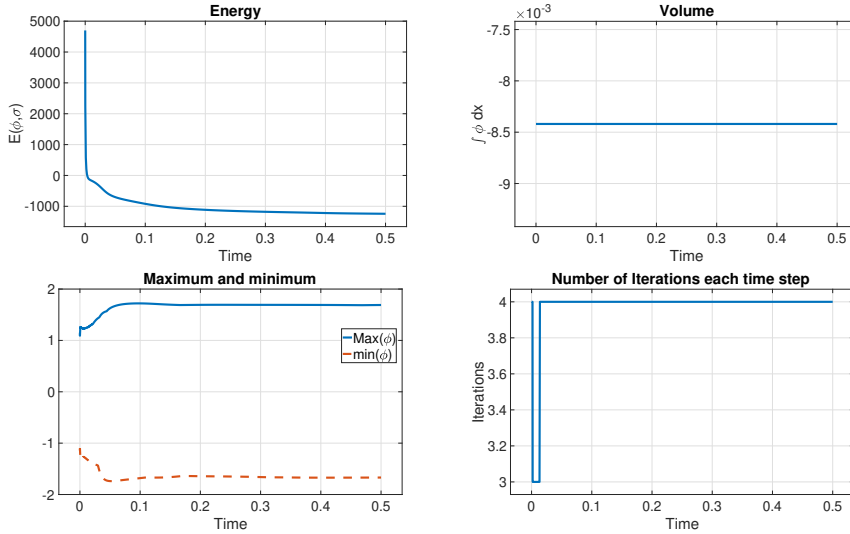 Energy
E(ϕ,σ)
5000
4000
3000
2000
1000
0
-1000
0 0.1 0.2 0.3 0.4 0.5
Time
Volume
×10⁻³
∫ ϕ dx
-7.5
-8
-8.5
-9
0 0.1 0.2 0.3 0.4 0.5
Time
Maximum and minimum
2
1
0
-1
-2
Max(ϕ)
min(ϕ)
0 0.1 0.2 0.3 0.4 0.5
Time
Number of Iterations each time step
Iterations
4
3.8
3.6
3.4
3.2
3
0 0.1 0.2 0.3 0.4 0.5
Time